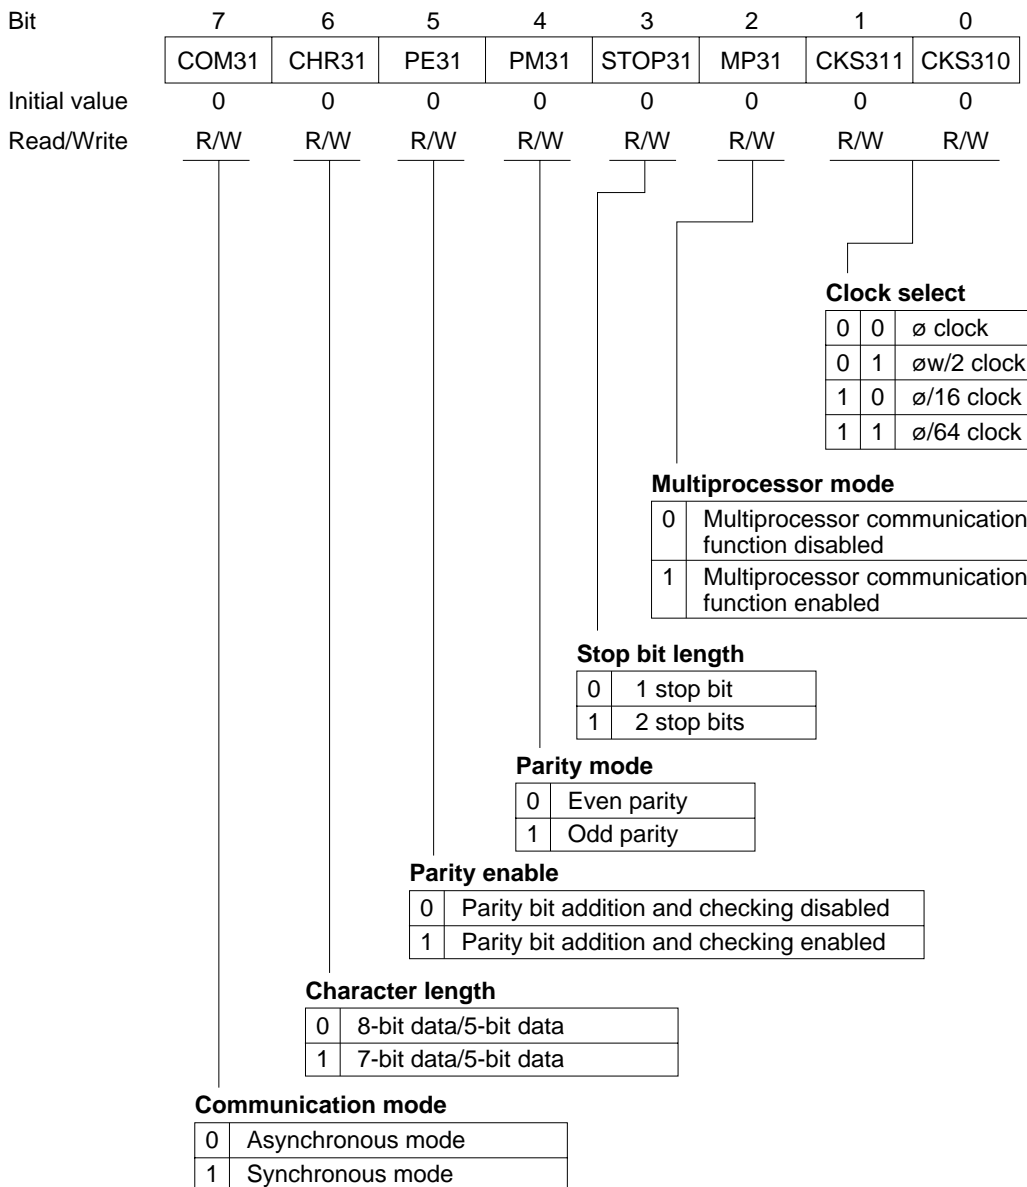 Bit 7 6 5 4 3 2 1 0
COM31 CHR31 PE31 PM31 STOP31 MP31 CKS311 CKS310
Initial value 0 0 0 0 0 0 0 0
Read/Write R/W R/W R/W R/W R/W R/W R/W R/W
Clock select
0 0 ø clock
0 1 øw/2 clock
1 0 ø/16 clock
1 1 ø/64 clock
Multiprocessor mode
0 Multiprocessor communication
function disabled
1 Multiprocessor communication
function enabled
Stop bit length
0 1 stop bit
1 2 stop bits
Parity mode
0 Even parity
1 Odd parity
Parity enable
0 Parity bit addition and checking disabled
1 Parity bit addition and checking enabled
Character length
0 8-bit data/5-bit data
1 7-bit data/5-bit data
Communication mode
0 Asynchronous mode
1 Synchronous mode